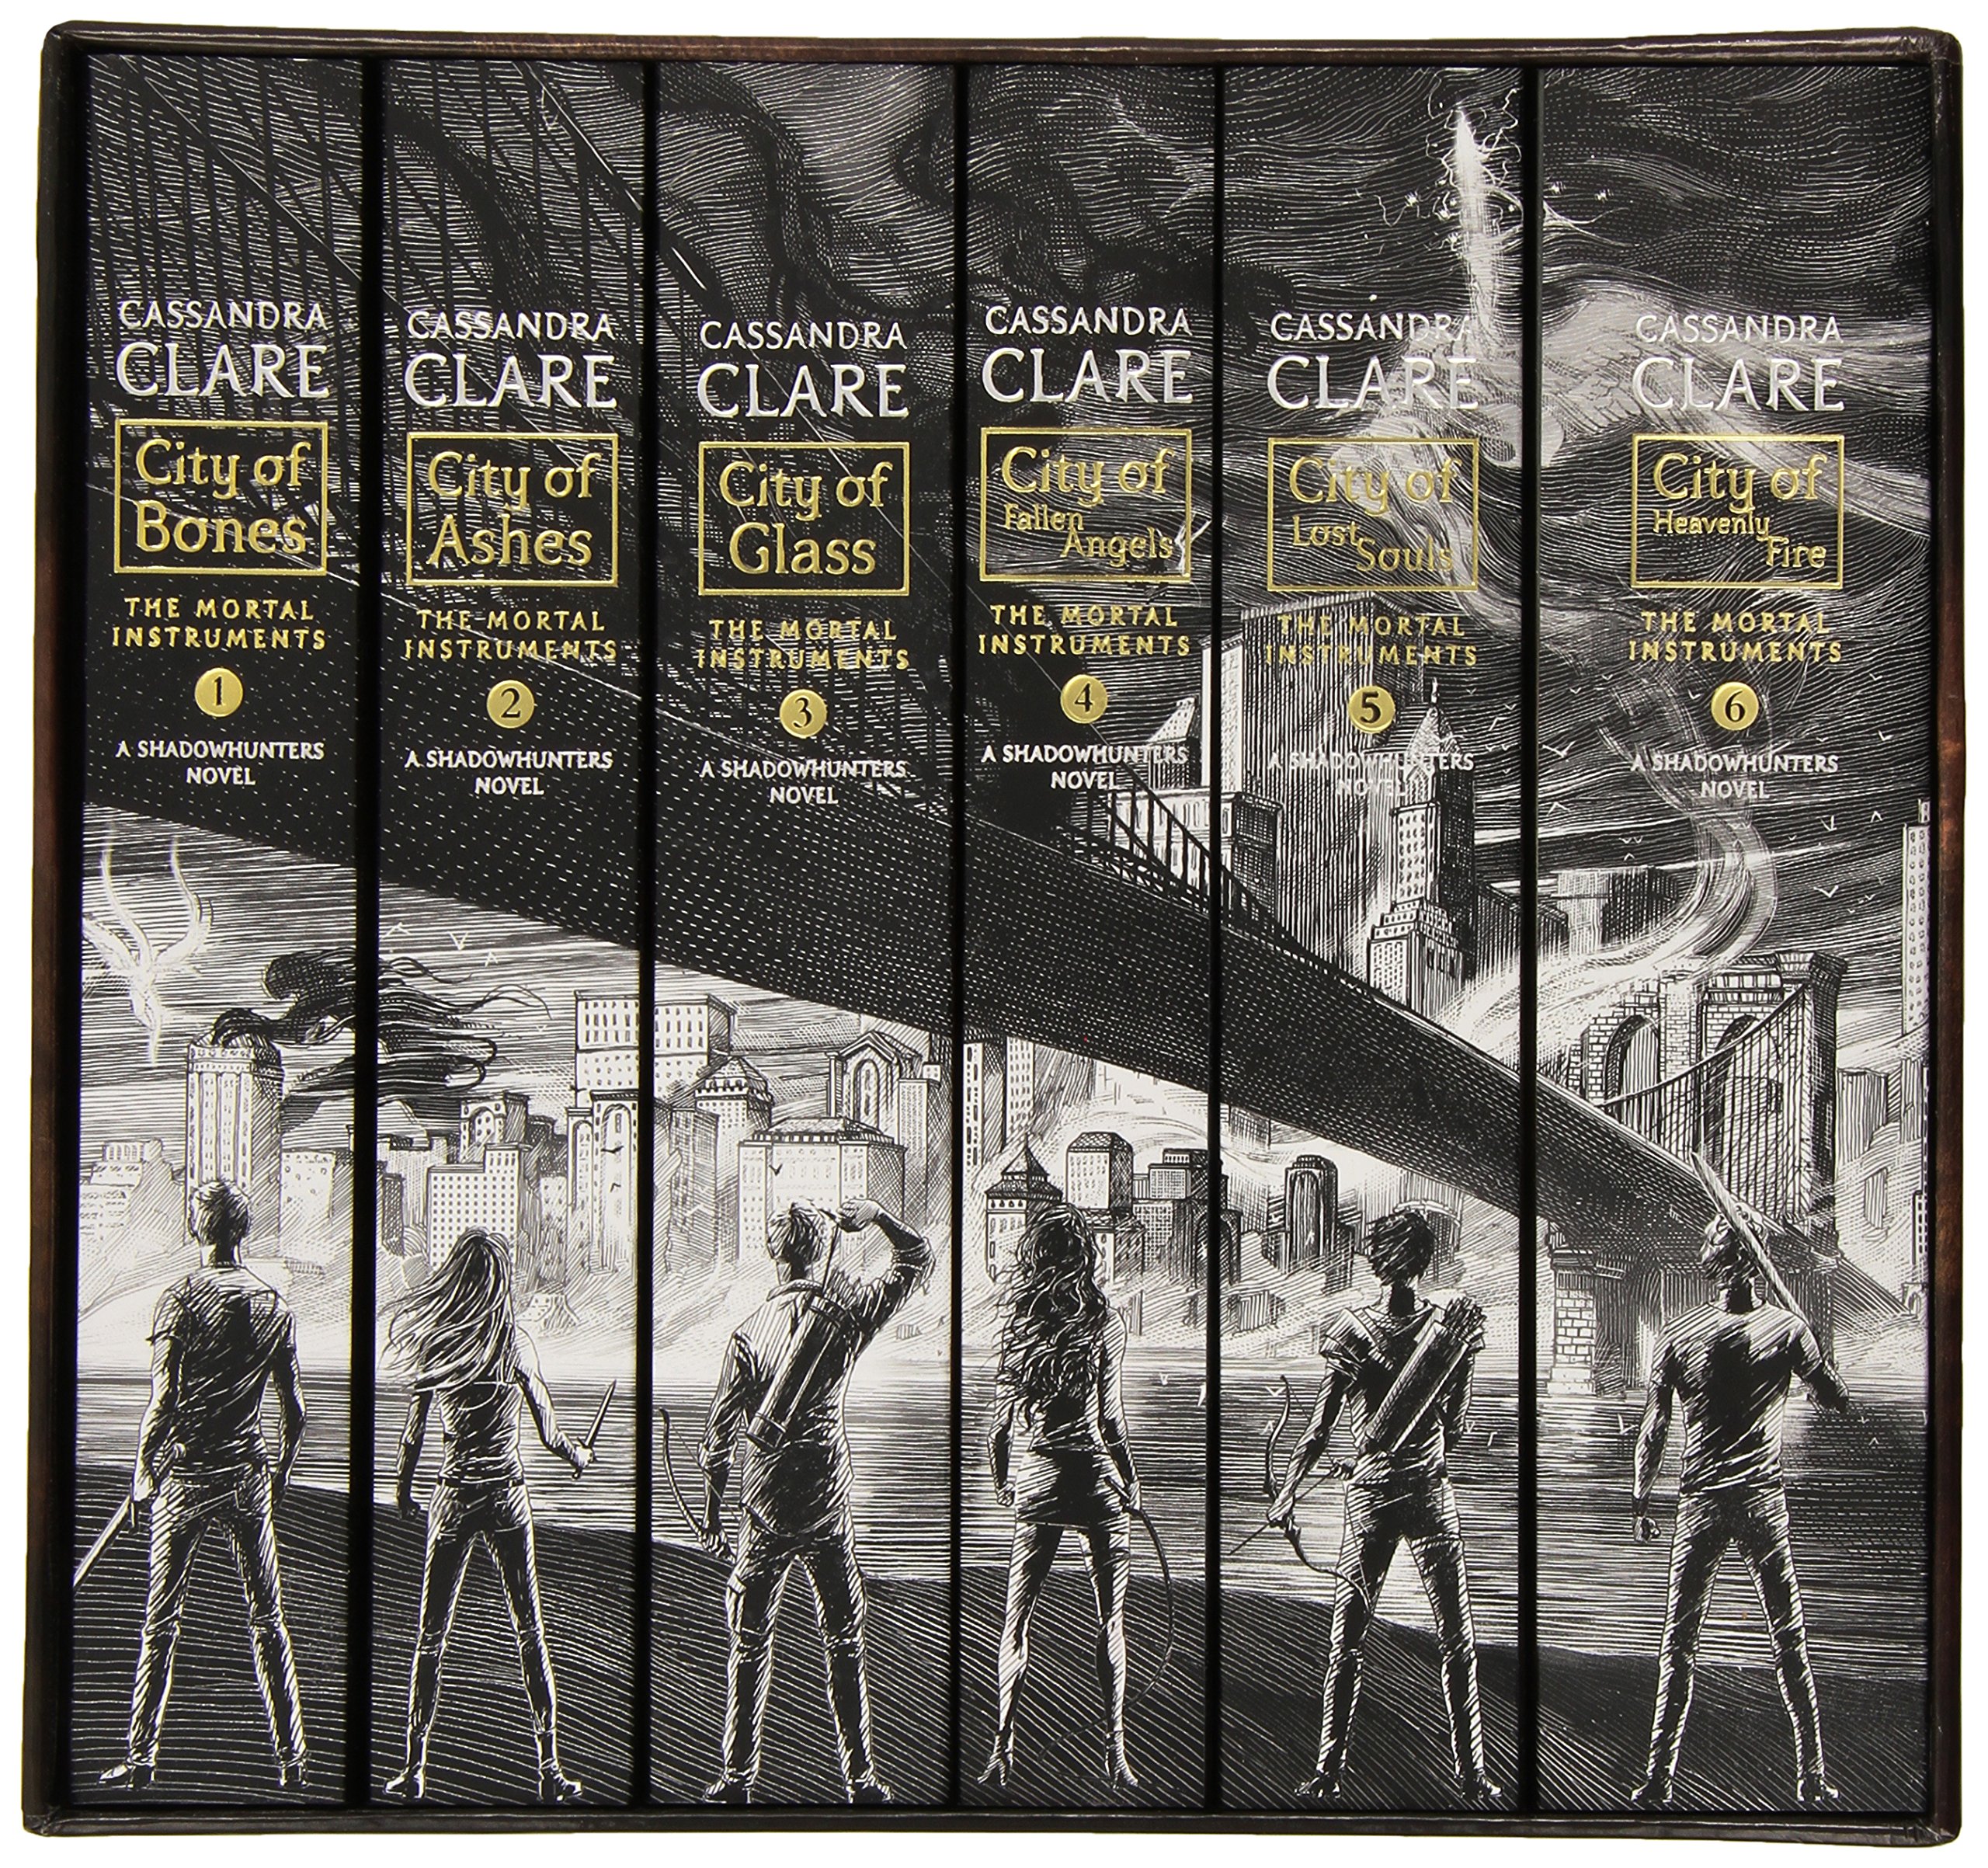 CASSANDRA
CLARE
City of
Bones
THE MORTAL
INSTRUMENTS
1
A SHADOWHUNTERS
NOVEL
CASSANDRA
CLARE
City of
Ashes
THE MORTAL
INSTRUMENTS
2
A SHADOWHUNTERS
NOVEL
CASSANDRA
CLARE
City of
Glass
THE MORTAL
INSTRUMENTS
3
A SHADOWHUNTERS
NOVEL
CASSANDRA
CLARE
City of
Fallen
Angels
THE MORTAL
INSTRUMENTS
4
A SHADOWHUNTERS
NOVEL
CASSANDRA
CLARE
City of
Lost
Souls
THE MORTAL
INSTRUMENTS
5
A SHADOWHUNTERS
NOVEL
CASSANDRA
CLARE
City of
Heavenly
Fire
THE MORTAL
INSTRUMENTS
6
A SHADOWHUNTERS
NOVEL